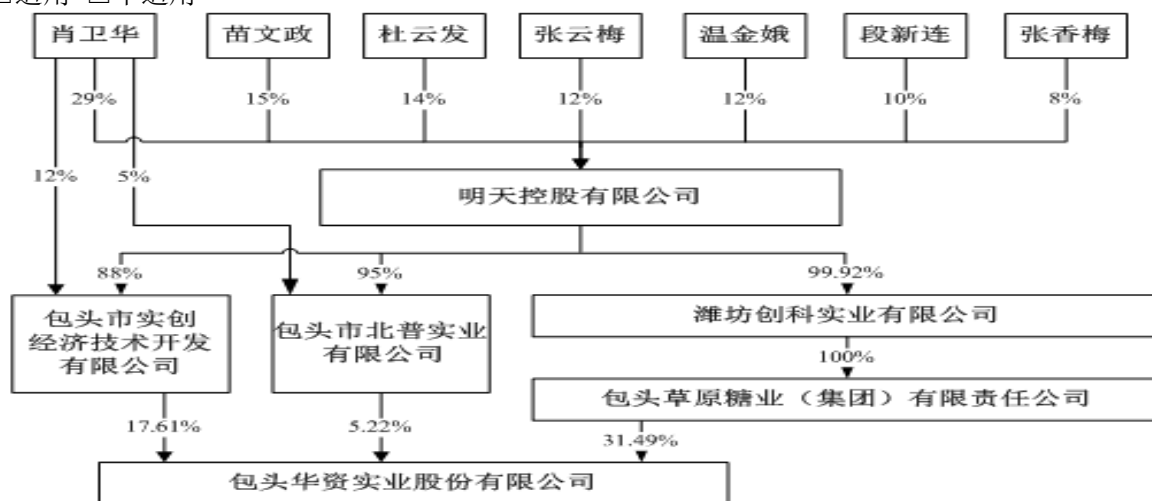 □适用 □不适用
肖卫华 苗文政 杜云发 张云梅 温金娥 段新连 张香梅
29% 15% 14% 12% 12% 10% 8%
12% 5%
明天控股有限公司
88% 95% 99.92%
包头市实创
经济技术开发
有限公司
包头市北普实业
有限公司
潍坊创科实业有限公司
100%
包头草原糖业（集团）有限责任公司
17.61% 5.22% 31.49%
包头华资实业股份有限公司